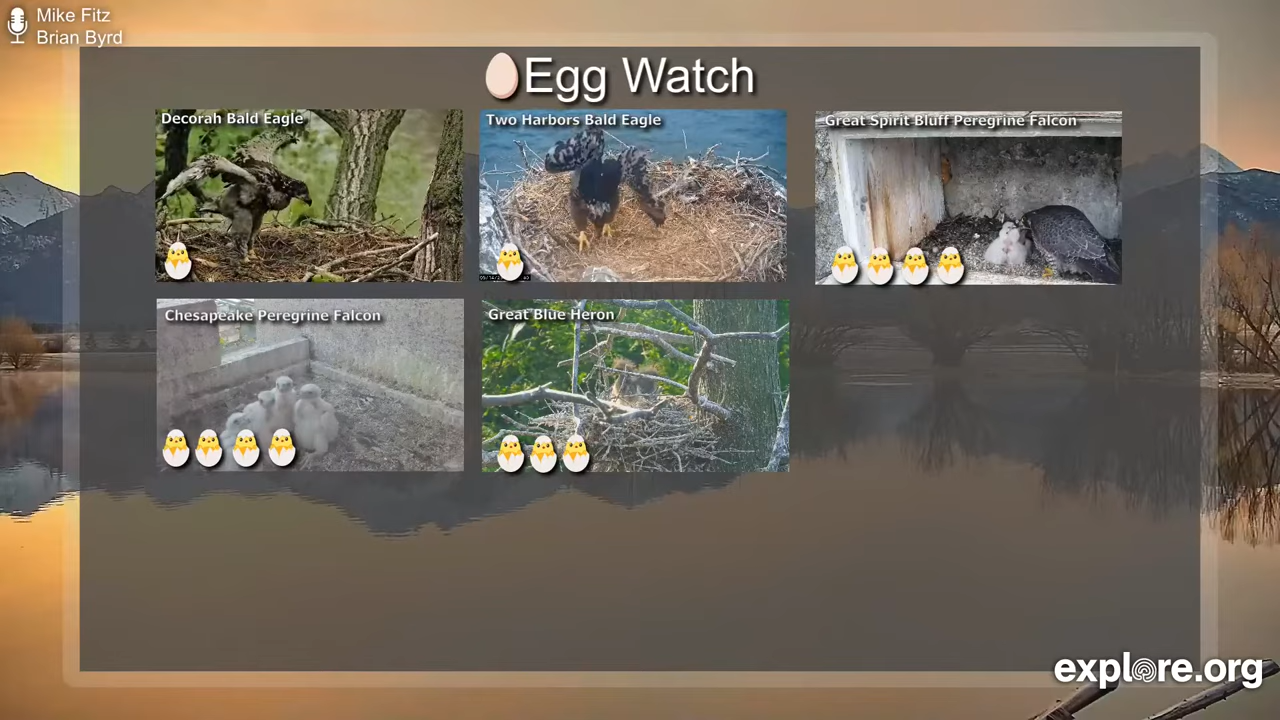 Mike Fitz
Brian Byrd
Egg Watch
Decorah Bald Eagle
Two Harbors Bald Eagle
Great Spirit Bluff Peregrine Falcon
Chesapeake Peregrine Falcon
Great Blue Heron
explore.org